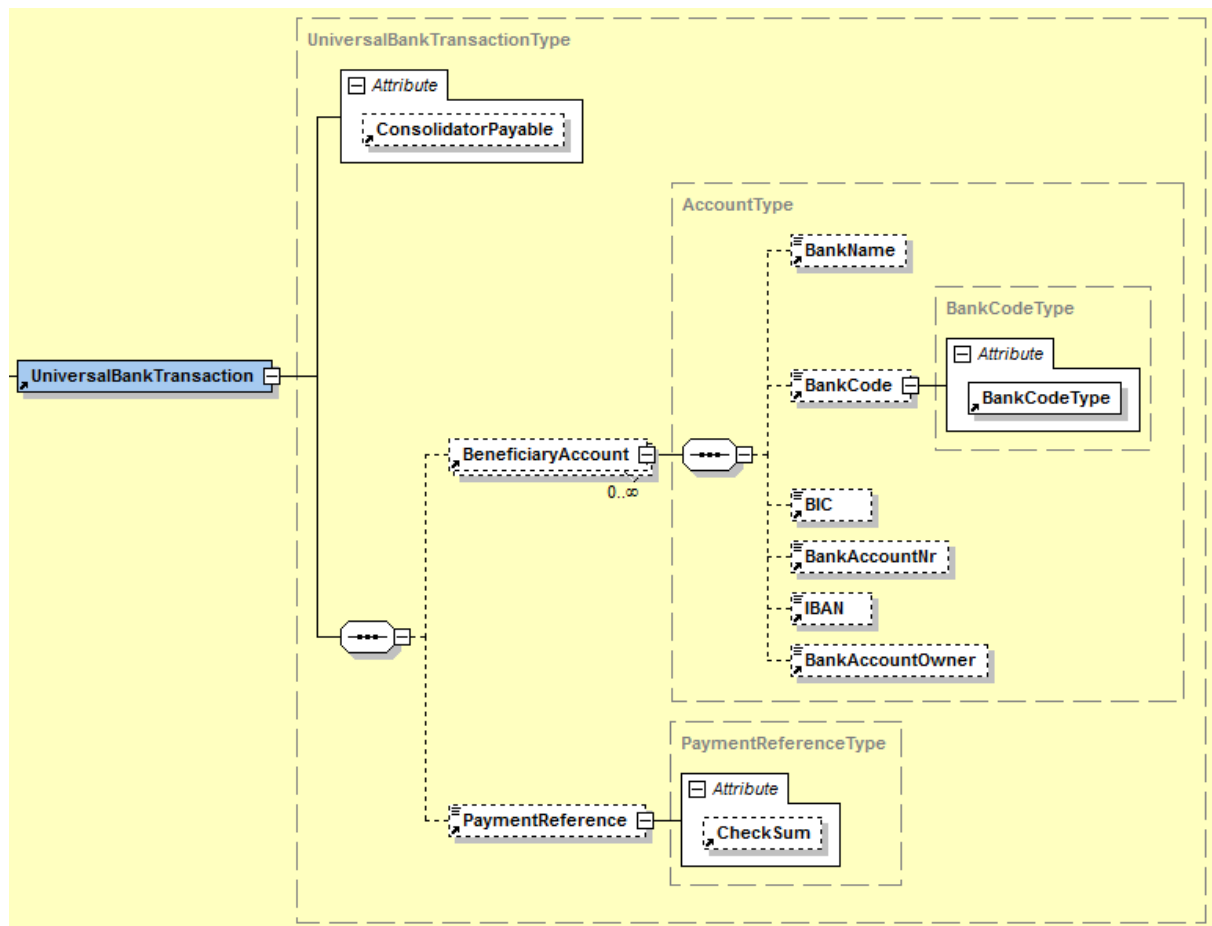 UniversalBankTransactionType
Attribute
ConsolidatorPayable
AccountType
BankName
BankCodeType
Attribute
BankCodeType
UniversalBankTransaction
BankCode
BeneficiaryAccount
0..∞
BIC
BankAccountNr
IBAN
BankAccountOwner
PaymentReferenceType
Attribute
CheckSum
PaymentReference